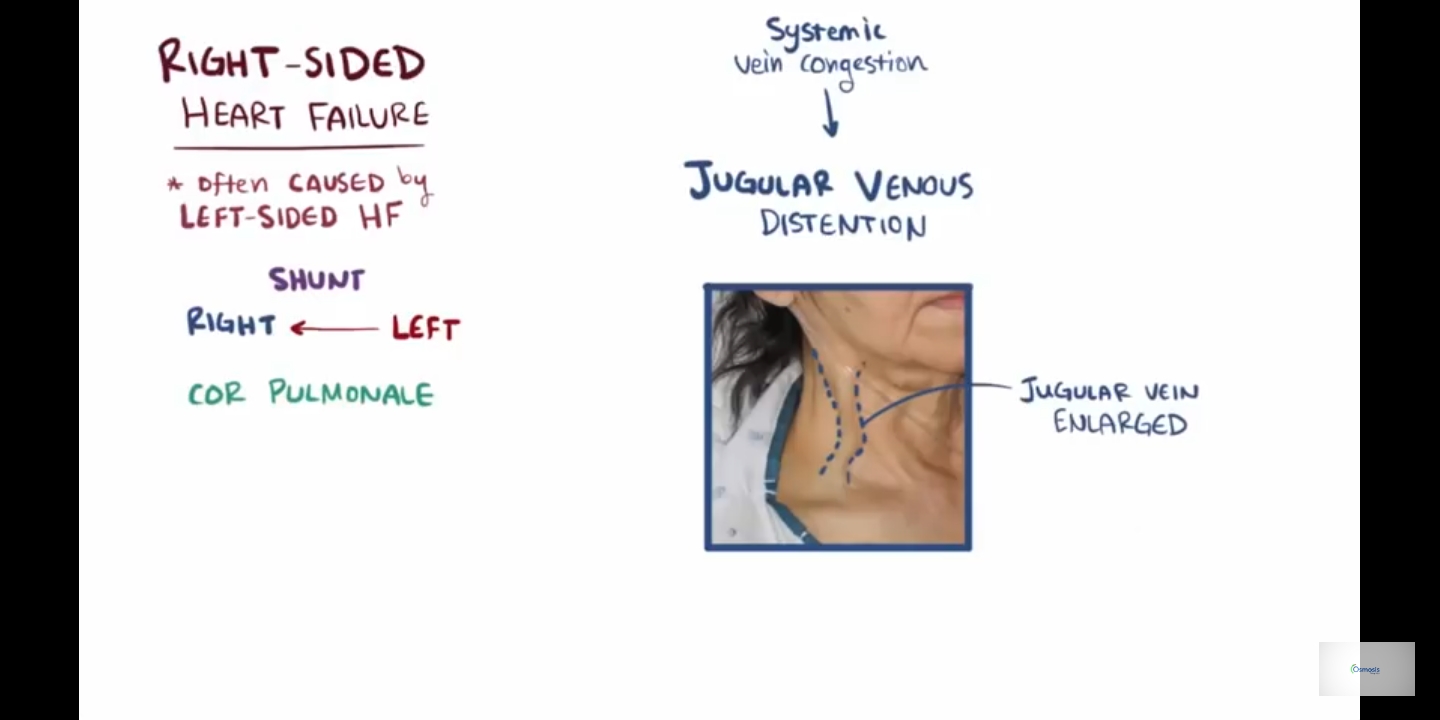 RIGHT-SIDED
HEART FAILURE
* often CAUSED by
LEFT-SIDED HF
SHUNT
RIGHT ← LEFT
COR PULMONALE
Systemic
vein congestion
↓
JUGULAR VENOUS
DISTENTION
JUGULAR VEIN
ENLARGED
Osmosis